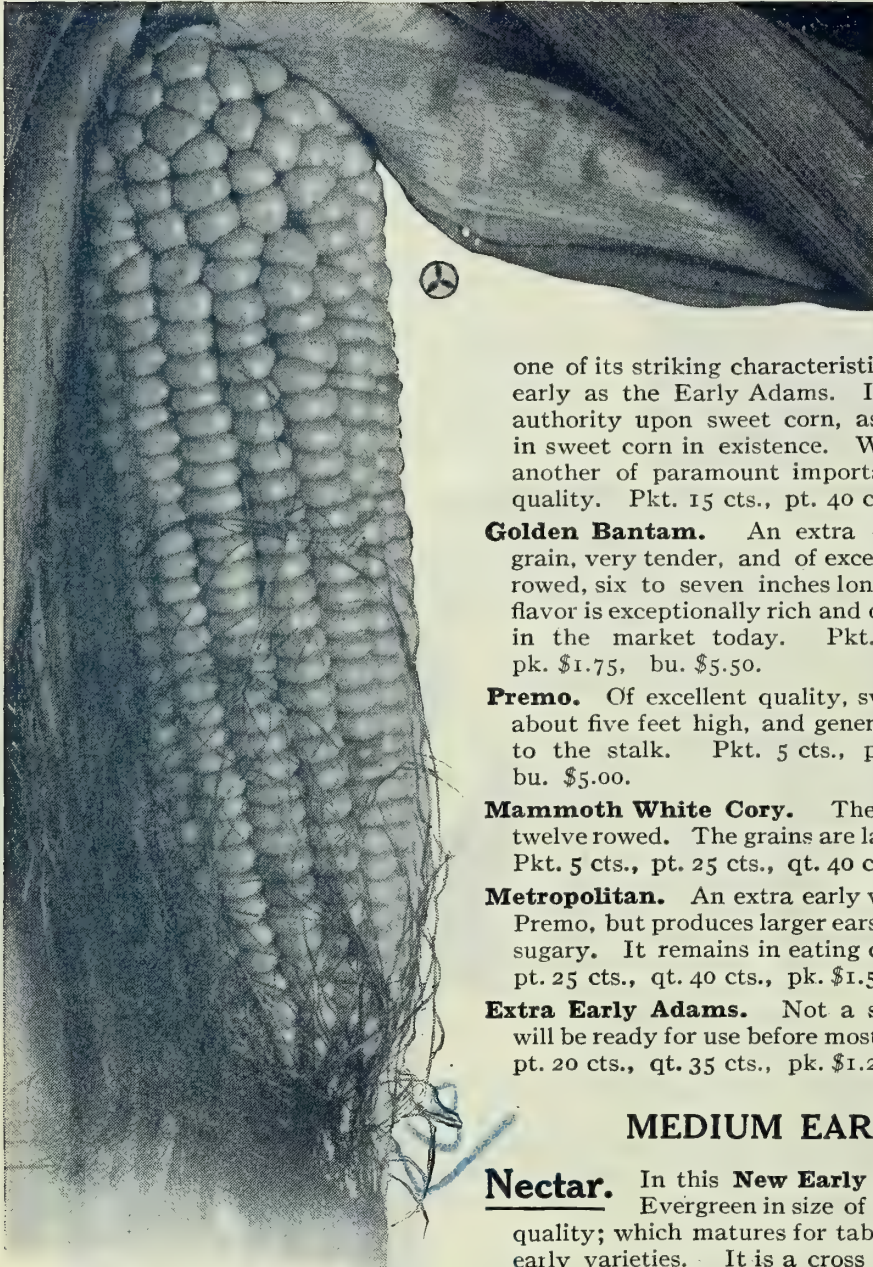 one of its striking characteristi
early as the Early Adams. I
authority upon sweet corn, as
in sweet corn in existence. W
another of paramount importa
quality. Pkt. 15 cts., pt. 40 c
Golden Bantam. An extra
grain, very tender, and of exce
rowed, six to seven inches lon
flavor is exceptionally rich and
in the market today. Pkt.
pk. $1.75, bu. $5.50.
Premo. Of excellent quality, sw
about five feet high, and gener
to the stalk. Pkt. 5 cts., p
bu. $5.00.
Mammoth White Cory. The
twelve rowed. The grains are la
Pkt. 5 cts., pt. 25 cts., qt. 40 c
Metropolitan. An extra early v
Premo, but produces larger ears
sugary. It remains in eating
pt. 25 cts., qt. 40 cts., pk. $1.5
Extra Early Adams. Not a s
will be ready for use before most
pt. 20 cts., qt. 35 cts., pk. $1.2
MEDIUM EAR
Nectar. In this New Early
Evergreen in size of
quality; which matures for tab
early varieties. It is a cross